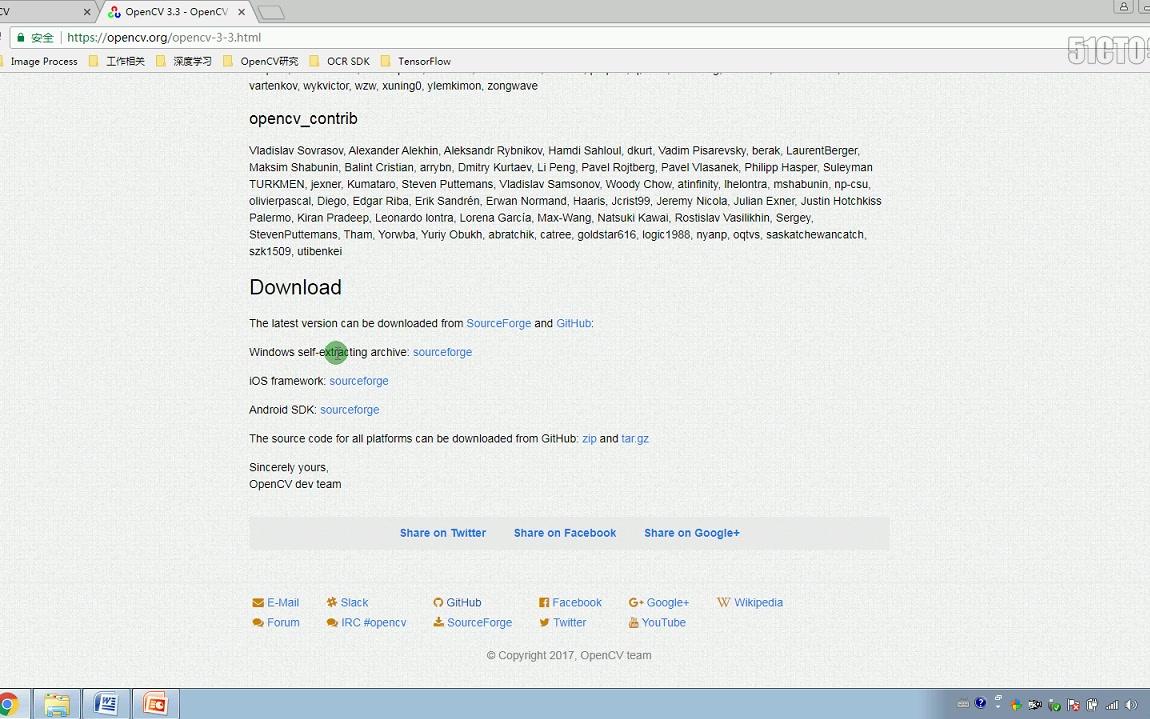 CV
OpenCV 3.3 - OpenCV
安全
https://opencv.org/opencv-3-3.html
51CTO
Image Process
工作相关
深度学习
OpenCV研究
OCR SDK
TensorFlow
vartenkov, wykvictor, wzw, xuning0, ylemkimon, zongwave
opencv_contrib
Vladislav Sovrasov, Alexander Alekhin, Aleksandr Rybnikov, Hamdi Sahloul, dkurt, Vadim Pisarevsky, berak, LaurentBerger,
Maksim Shabunin, Balint Cristian, arrybn, Dmitry Kurtaev, Li Peng, Pavel Rojtberg, Pavel Vlasanek, Philipp Hasper, Suleyman
TURKMEN, jexner, Kumataro, Steven Puttemans, Vladislav Samsonov, Woody Chow, atinfinity, lhelontra, mshabunin, np-csu,
olivierpascal, Diego, Edgar Riba, Erik Sandrén, Erwan Normand, Haaris, Jcrist99, Jeremy Nicola, Julian Exner, Justin Hotchkiss
Palermo, Kiran Pradeep, Leonardo lontra, Lorena García, Max-Wang, Natsuki Kawai, Rostislav Vasilikhin, Sergey,
StevenPuttemans, Tham, Yorwba, Yuriy Obukh, abratchik, catree, goldstar616, logic1988, nyanp, oqtvs, saskatchewancatch,
szk1509, utibenkei
Download
The latest version can be downloaded from SourceForge and GitHub:
Windows self-extracting archive: sourceforge
iOS framework: sourceforge
Android SDK: sourceforge
The source code for all platforms can be downloaded from GitHub: zip and tar.gz
Sincerely yours,
OpenCV dev team
Share on Twitter Share on Facebook Share on Google+
E-Mail Slack GitHub Facebook Google+ Wikipedia
Forum IRC #opencv SourceForge Twitter YouTube
© Copyright 2017, OpenCV team